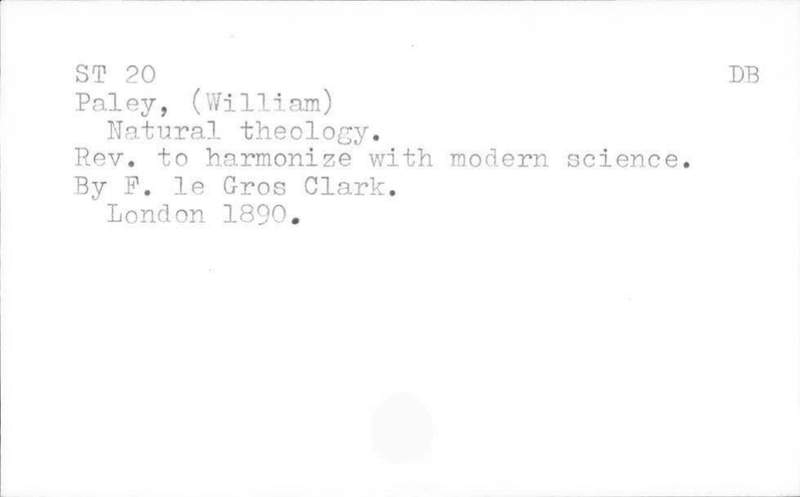 ST 20 DB
Paley, (William)
Natural theology.
Rev. to harmonize with modern science.
By F. le Gros Clark.
London 1890.